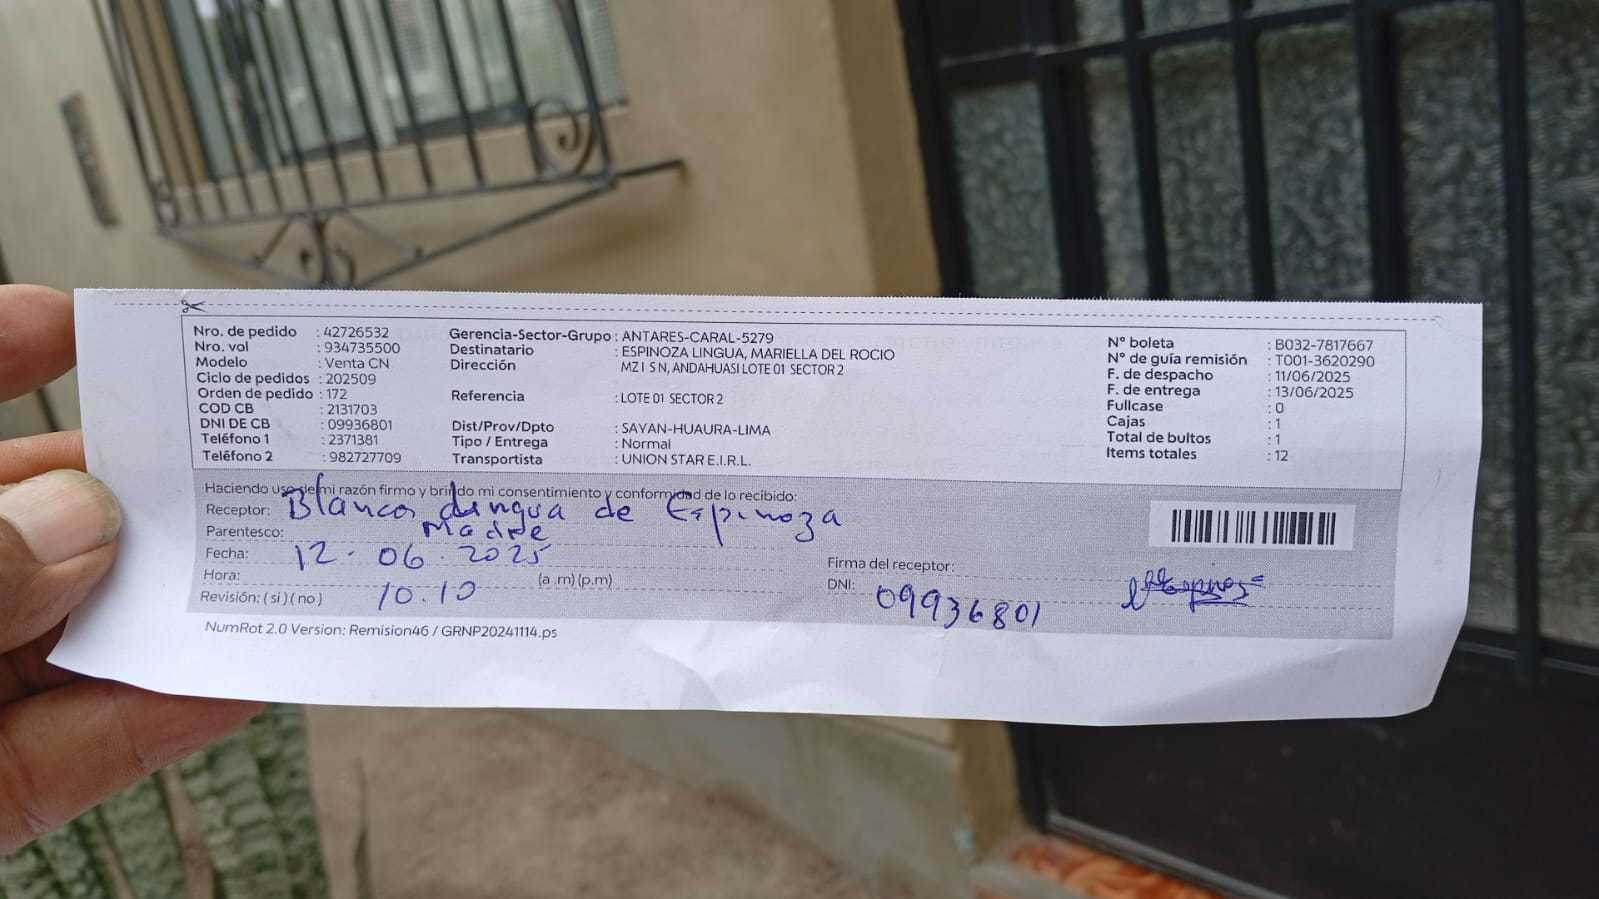 Nro. de pedido : 42726532
Nro. vol : 934735500
Modelo : Venta CN
Ciclo de pedidos : 202509
Orden de pedido : 172
COD CB : 2131703
DNI DE CB : 09936801
Teléfono 1 : 2371381
Teléfono 2 : 982727709
Gerencia-Sector-Grupo : ANTARES-CARAL-5279
Destinatario : ESPINOZA LINGUA, MARIELLA DEL ROCIO
Dirección MZ I S N, ANDAHUASI LOTE 01 SECTOR 2
Referencia : LOTE 01 SECTOR 2
Dist/Prov/Dpto : SAYAN-HUAURA-LIMA
Tipo / Entrega : Normal
Transportista : UNION STAR E.I.R.L.
N° boleta : B032-7817667
N° de guía remisión : T001-3620290
F. de despacho : 11/06/2025
F. de entrega : 13/06/2025
Fullcase : 0
Cajas : 1
Total de bultos : 1
Items totales : 12
Haciendo uso de mi razón firmo y brindo mi consentimiento y conformidad de lo recibido:
Receptor: Blanca Lingua de Espinoza
Parentesco: Madre
Fecha: 12-06-2025
Hora: 10.10 (a .m) (p.m)
Revisión: ( si ) ( no )
Firma del receptor:
DNI: 09936801
NumRot 2.0 Version: Remision46 / GRNP20241114.ps